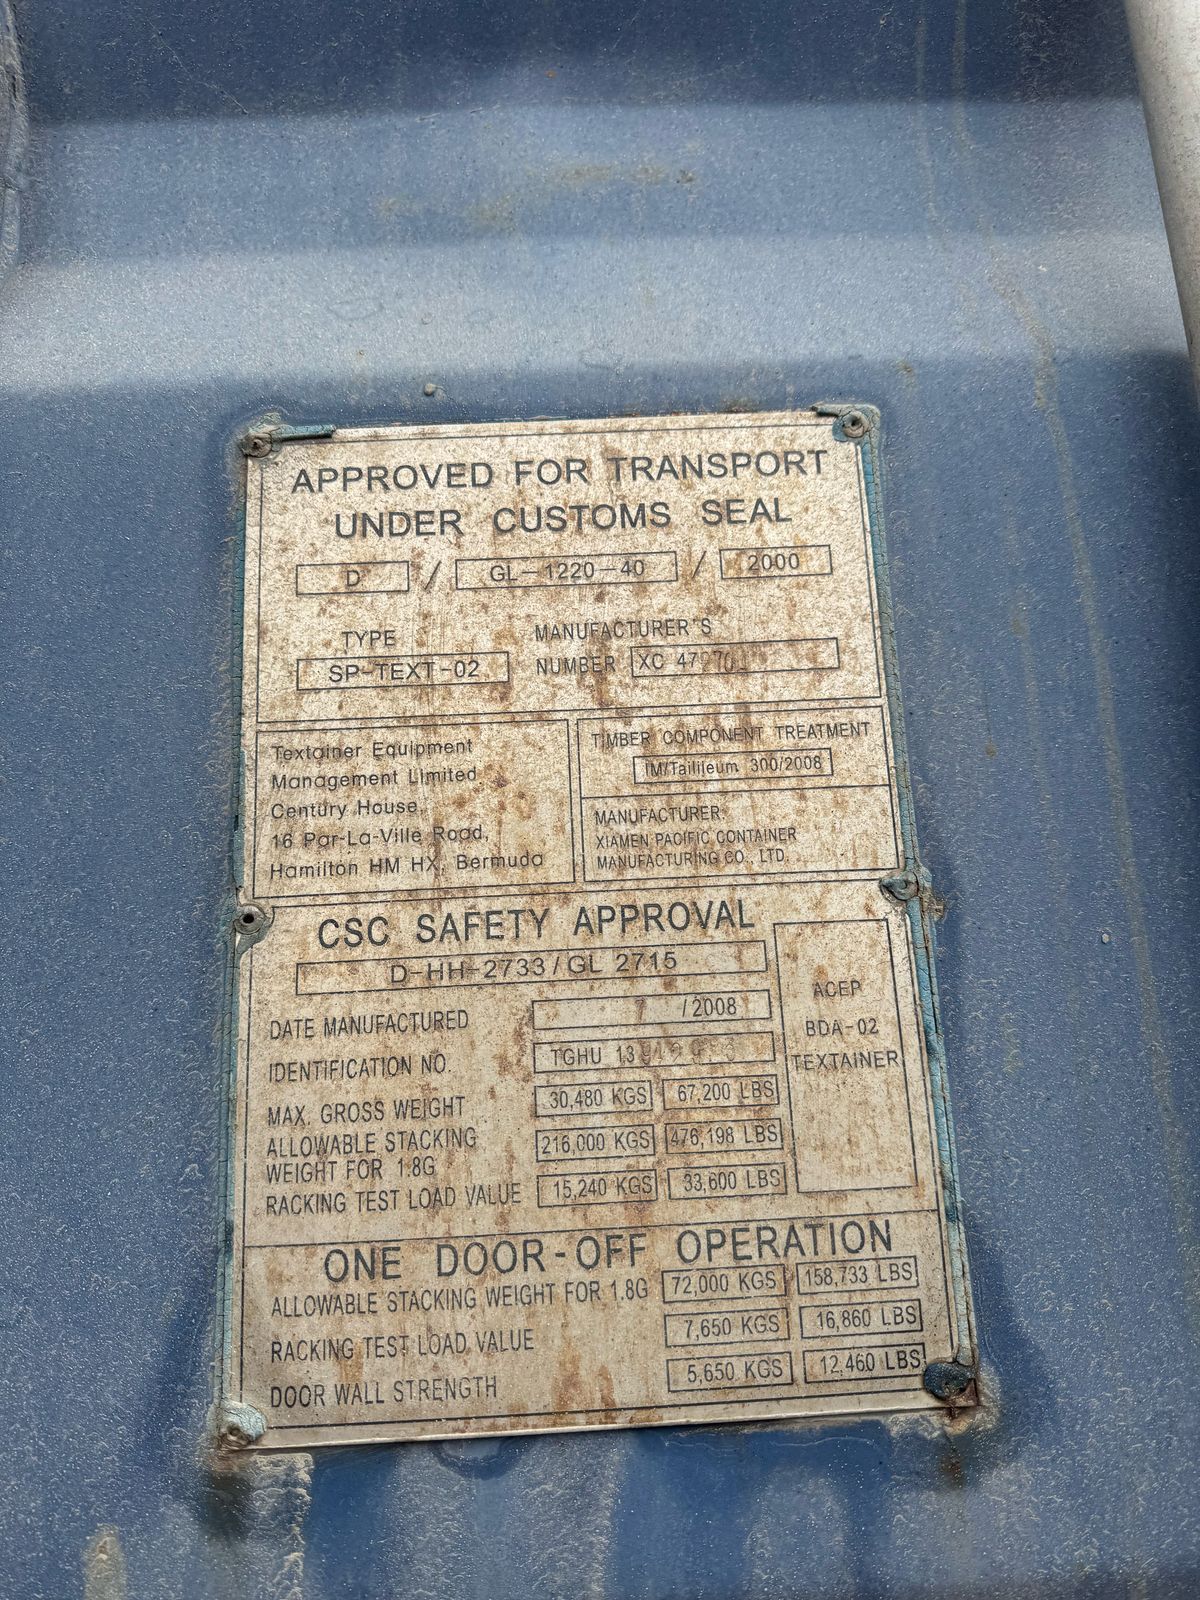 APPROVED FOR TRANSPORT
UNDER CUSTOMS SEAL
D / GL-1220-40 / 2000
TYPE
SP-TEXT-02
MANUFACTURER'S
NUMBER XC
Textainer Equipment
Management Limited
Century House,
16 Par-La-Ville Road,
Hamilton HM HX, Bermuda
TIMBER COMPONENT TREATMENT
IM/Tailileum 300/2008
MANUFACTURER:
XIAMEN PACIFIC CONTAINER
MANUFACTURING CO., LTD.
CSC SAFETY APPROVAL
D-HH-2733/GL 2715
DATE MANUFACTURED 7 /2008
IDENTIFICATION NO. TGHU
MAX. GROSS WEIGHT 30,480 KGS 67,200 LBS
ALLOWABLE STACKING
WEIGHT FOR 1.8G 216,000 KGS 476,198 LBS
RACKING TEST LOAD VALUE 15,240 KGS 33,600 LBS
ACEP
BDA-02
TEXTAINER
ONE DOOR-OFF OPERATION
ALLOWABLE STACKING WEIGHT FOR 1.8G 72,000 KGS 158,733 LBS
RACKING TEST LOAD VALUE 7,650 KGS 16,860 LBS
DOOR WALL STRENGTH 5,650 KGS 12,460 LBS